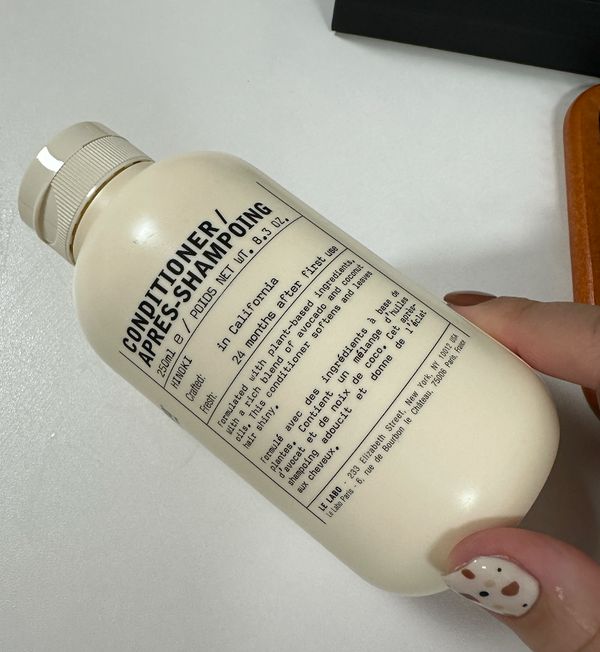 CONDITIONER /
APRES-SHAMPOING
250mL ℮ / POIDS NET WT. 8.3 OZ.
HINOKI
Crafted: in California
Fresh: 24 months after first use
Formulated with plant-based ingredients,
with a rich blend of avocado and coconut
oils. This conditioner softens and leaves
hair shiny.
Formulé avec des ingrédients à base de
plantes. Contient un mélange d'huiles
d'avocat et de noix de coco. Cet après-
shampoing adoucit et donne de l'éclat
aux cheveux.
LE LABO - 233 Elizabeth Street, New York, NY 10012 USA
Le Labo Paris - 6, rue de Bourbon le Château, 75006 Paris, France